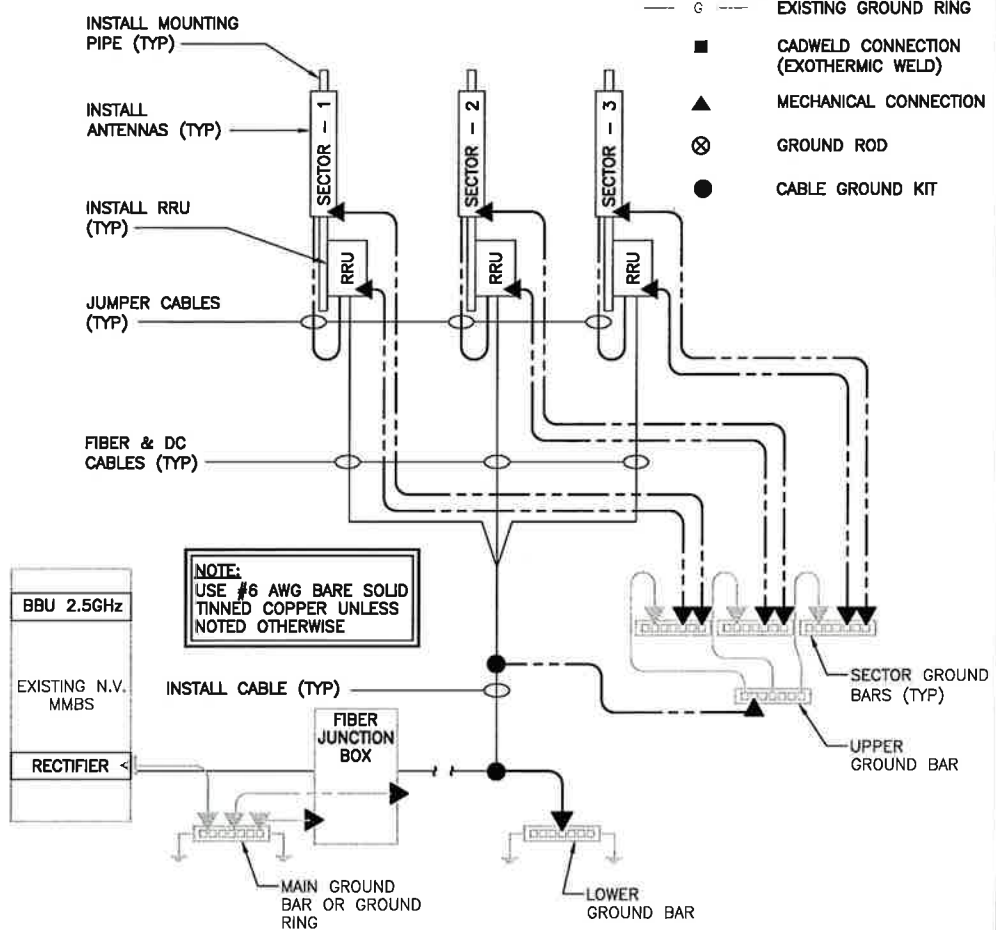 G EXISTING GROUND RING
CADWELD CONNECTION
(EXOTHERMIC WELD)
MECHANICAL CONNECTION
GROUND ROD
CABLE GROUND KIT
INSTALL MOUNTING
PIPE (TYP)
INSTALL
ANTENNAS (TYP)
INSTALL RRU
(TYP)
JUMPER CABLES
(TYP)
FIBER & DC
CABLES (TYP)
SECTOR - 1
SECTOR - 2
SECTOR - 3
RRU
RRU
RRU
NOTE:
USE #6 AWG BARE SOLID
TINNED COPPER UNLESS
NOTED OTHERWISE
BBU 2.5GHz
EXISTING N.V.
MMBS
RECTIFIER
INSTALL CABLE (TYP)
FIBER
JUNCTION
BOX
SECTOR GROUND
BARS (TYP)
UPPER
GROUND BAR
MAIN GROUND
BAR OR GROUND
RING
LOWER
GROUND BAR